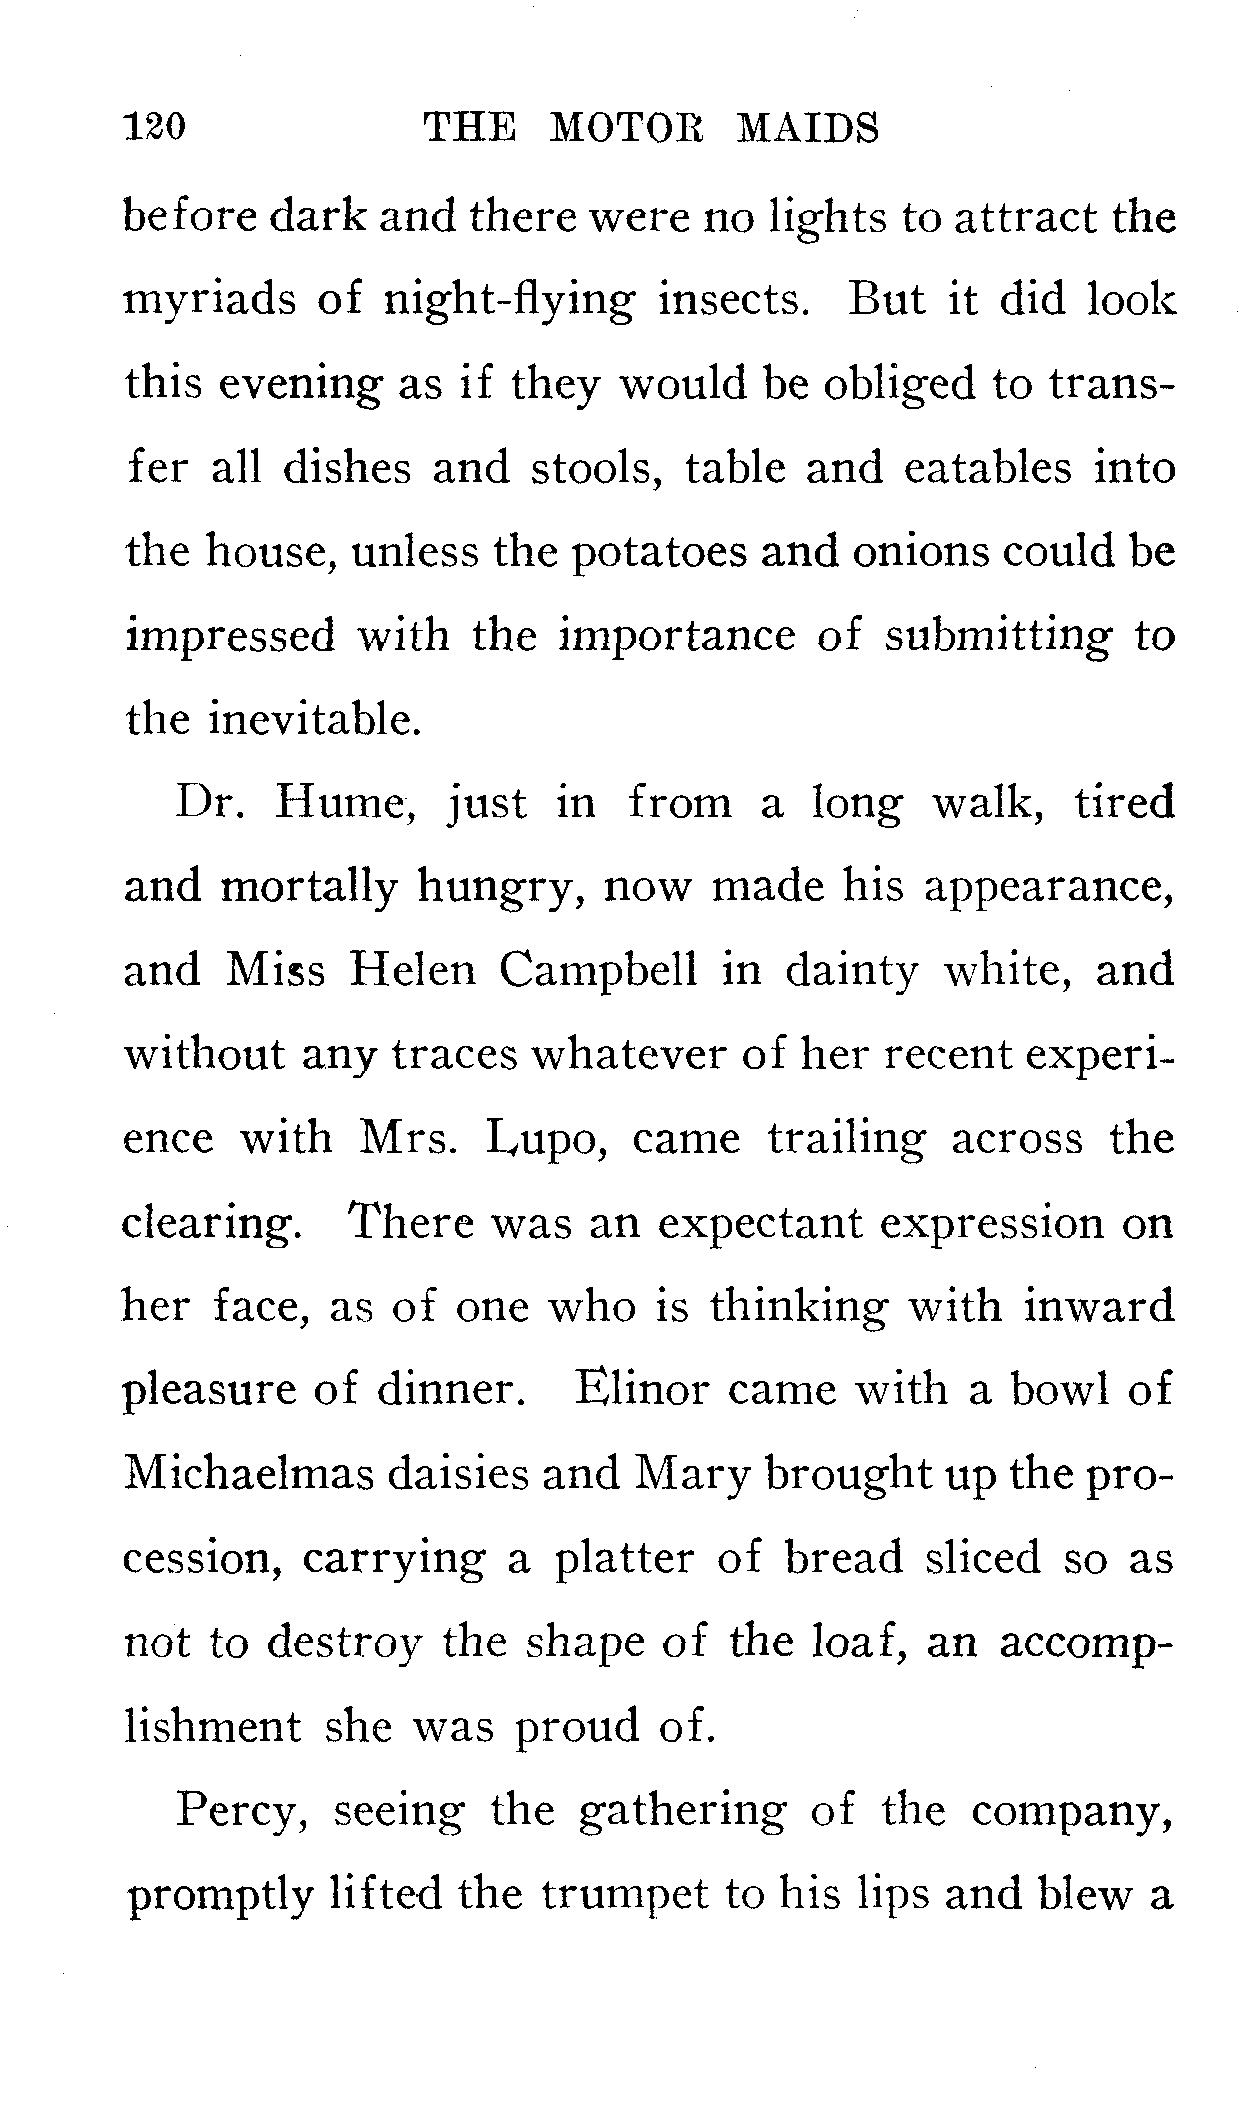 120 THE MOTOR MAIDS
before dark and there were no lights to attract the
myriads of night-flying insects. But it did look
this evening as if they would be obliged to trans-
fer all dishes and stools, table and eatables into
the house, unless the potatoes and onions could be
impressed with the importance of submitting to
the inevitable.
Dr. Hume, just in from a long walk, tired
and mortally hungry, now made his appearance,
and Miss Helen Campbell in dainty white, and
without any traces whatever of her recent experi-
ence with Mrs. Lupo, came trailing across the
clearing. There was an expectant expression on
her face, as of one who is thinking with inward
pleasure of dinner. Elinor came with a bowl of
Michaelmas daisies and Mary brought up the pro-
cession, carrying a platter of bread sliced so as
not to destroy the shape of the loaf, an accomp-
lishment she was proud of.
Percy, seeing the gathering of the company,
promptly lifted the trumpet to his lips and blew a